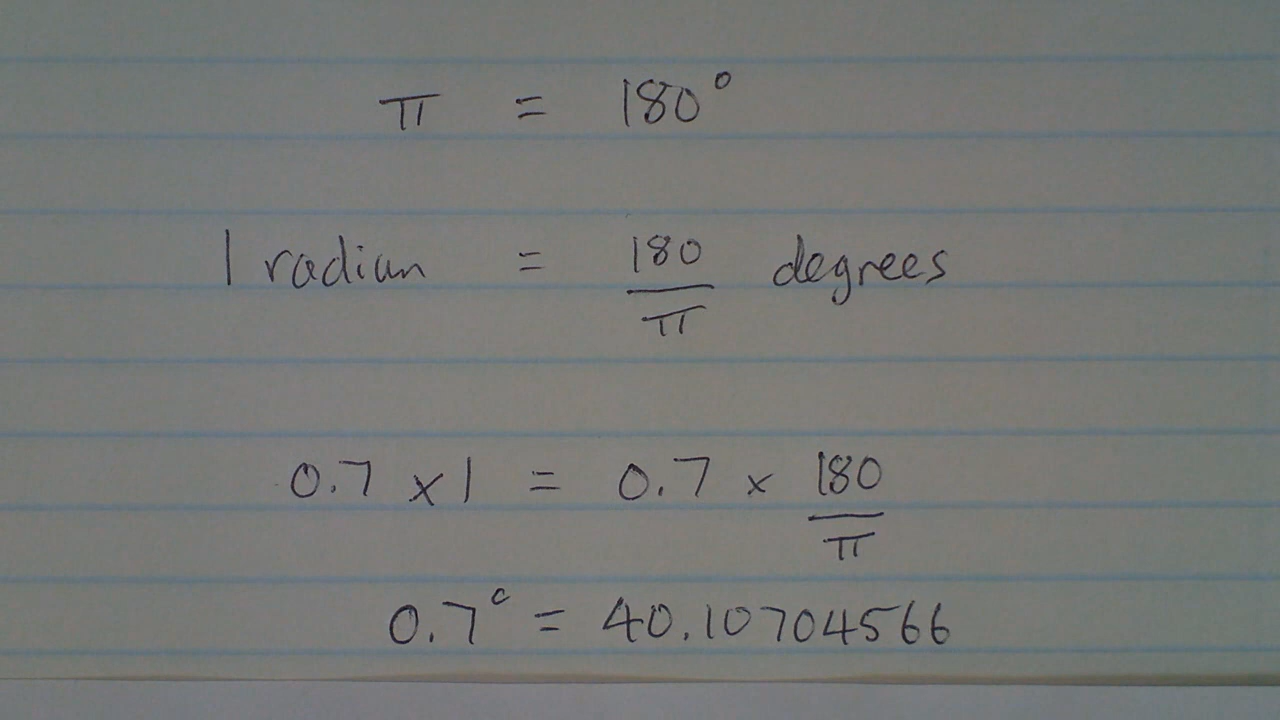 π = 180°
1 radian = 180/π degrees
0.7 × 1 = 0.7 × 180/π
0.7ᶜ = 40.10704566